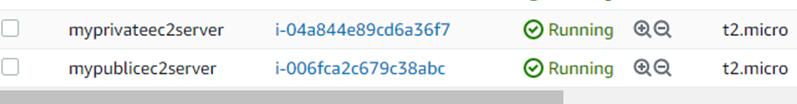 myprivateec2server i-04a844e89cd6a36f7 Running t2.micro
mypublicec2server i-006fca2c679c38abc Running t2.micro